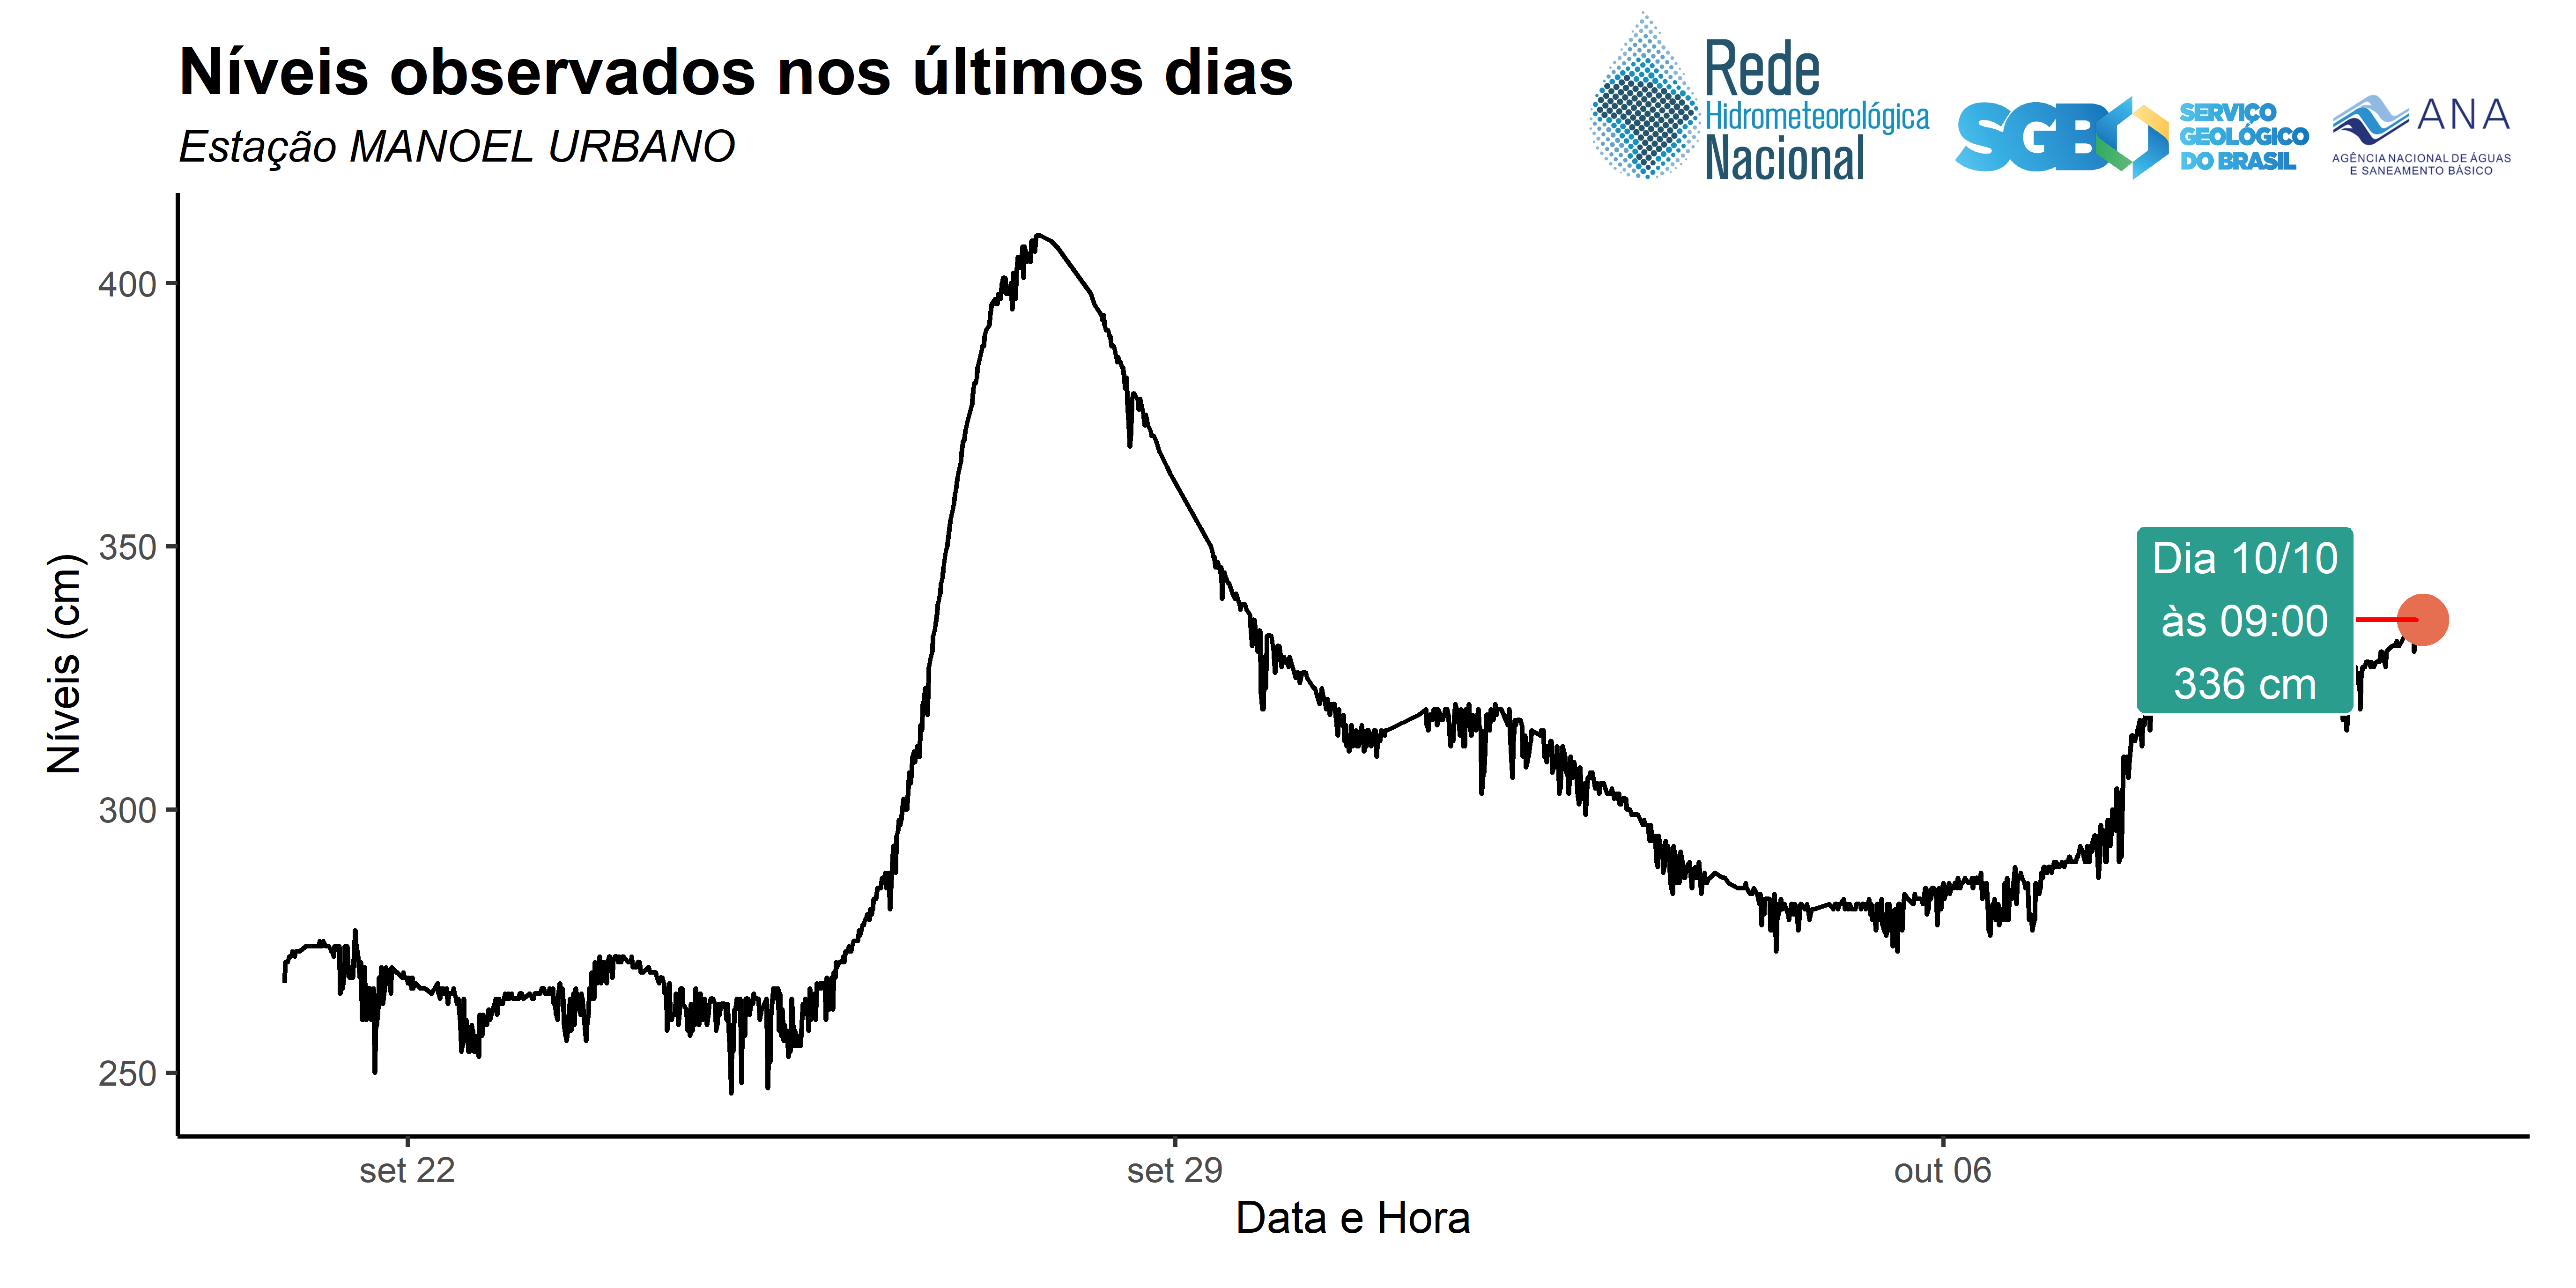 Níveis observados nos últimos dias
Estação MANOEL URBANO
Rede
Hidrometeorológica
Nacional
SGB
SERVIÇO
GEOLÓGICO
DO BRASIL
ANA
AGÊNCIA NACIONAL DE ÁGUAS
E SANEAMENTO BÁSICO
Níveis (cm)
400
350
300
250
Dia 10/10
às 09:00
336 cm
set 22
set 29
out 06
Data e Hora